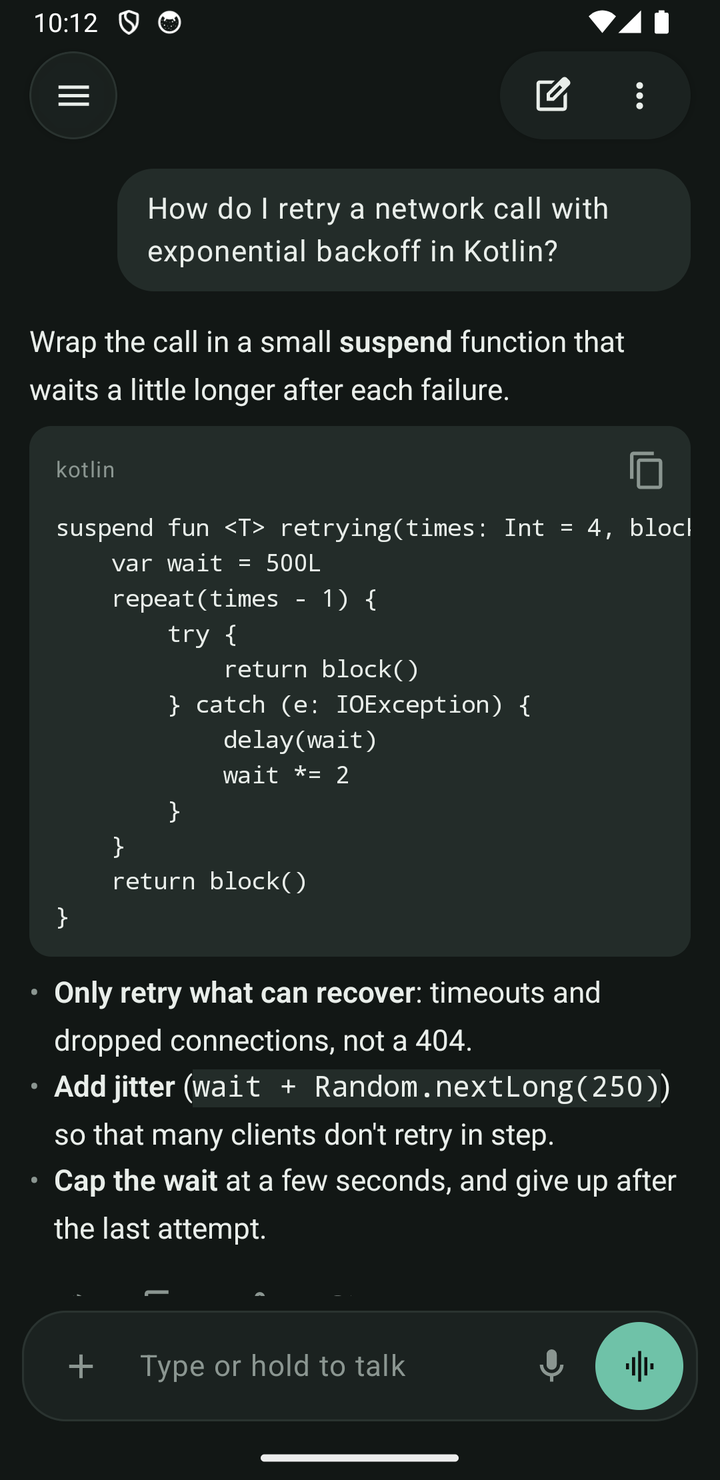 10:12
How do I retry a network call with
exponential backoff in Kotlin?
Wrap the call in a small suspend function that
waits a little longer after each failure.
kotlin
suspend fun <T> retrying(times: Int = 4, block
    var wait = 500L
    repeat(times - 1) {
        try {
            return block()
        } catch (e: IOException) {
            delay(wait)
            wait *= 2
        }
    }
    return block()
}
• Only retry what can recover: timeouts and
dropped connections, not a 404.
• Add jitter (wait + Random.nextLong(250))
so that many clients don't retry in step.
• Cap the wait at a few seconds, and give up after
the last attempt.
Type or hold to talk